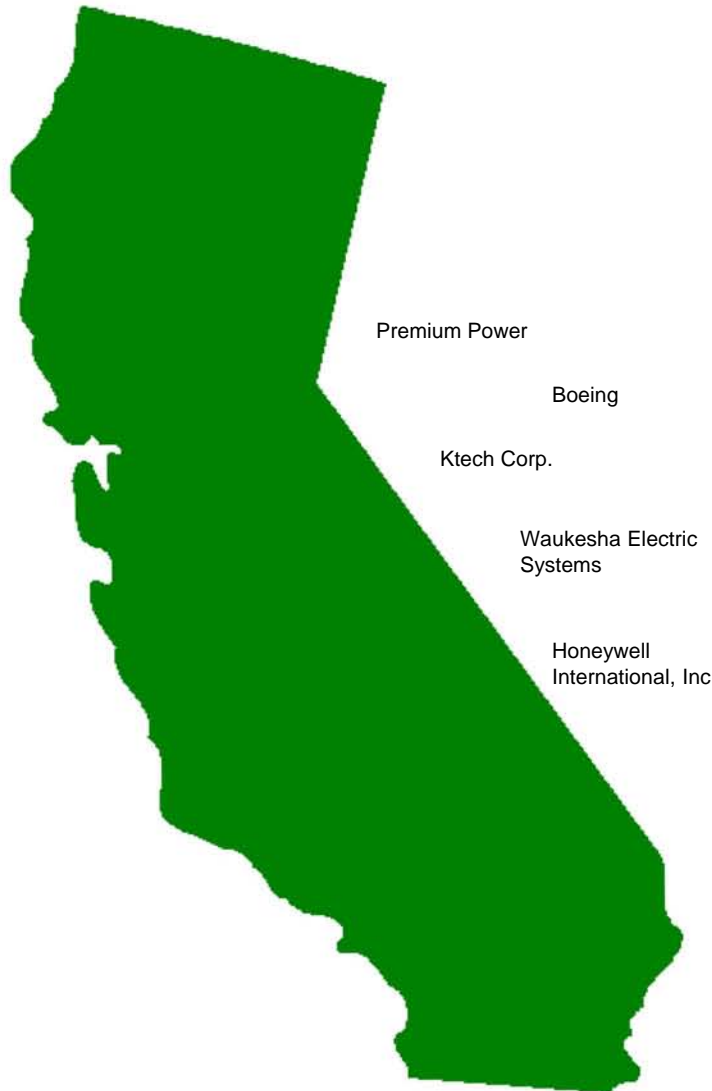 Premium Power
Boeing
Ktech Corp.
Waukesha Electric
Systems
Honeywell
International, Inc